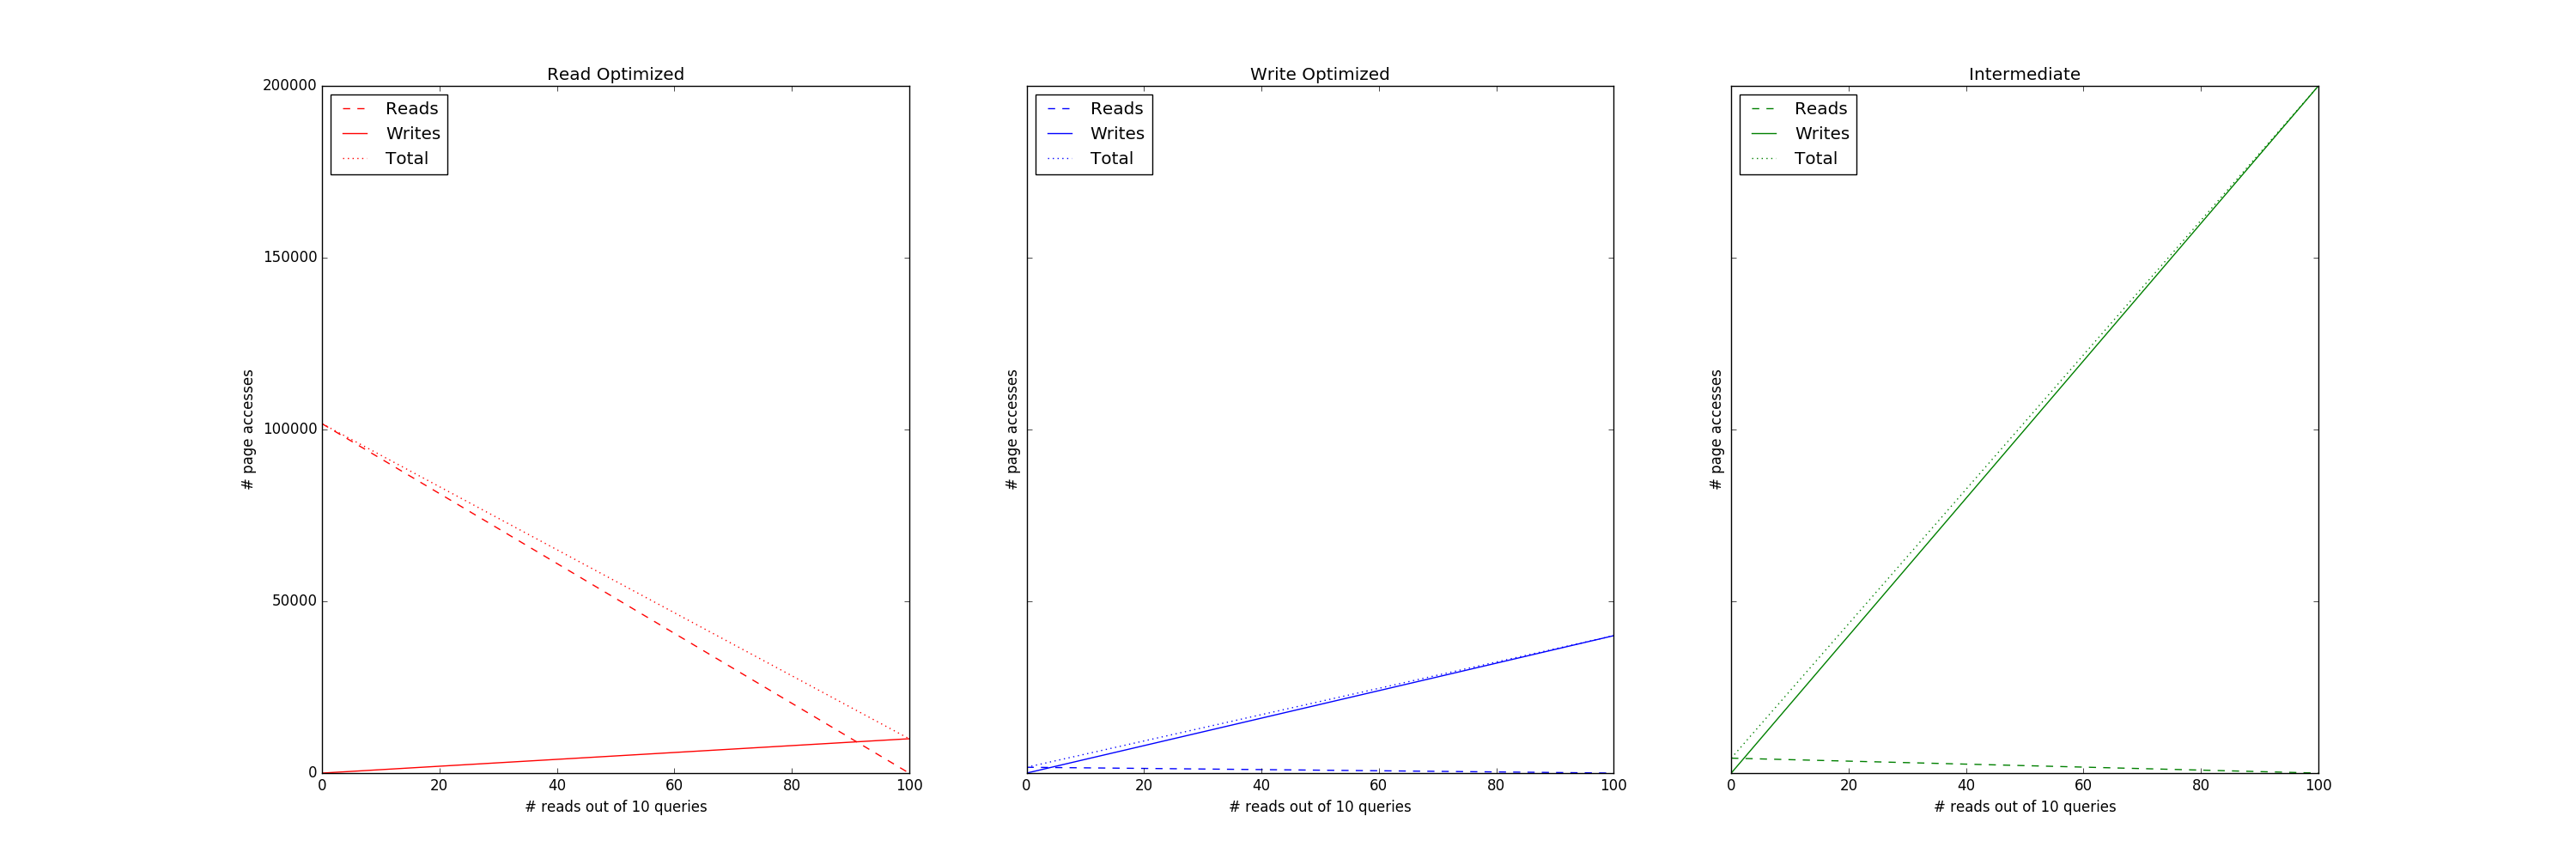 Read Optimized
Reads
Writes
Total
200000
150000
100000
50000
0
# page accesses
0 20 40 60 80 100
# reads out of 10 queries
Write Optimized
Reads
Writes
Total
# page accesses
0 20 40 60 80 100
# reads out of 10 queries
Intermediate
Reads
Writes
Total
# page accesses
0 20 40 60 80 100
# reads out of 10 queries